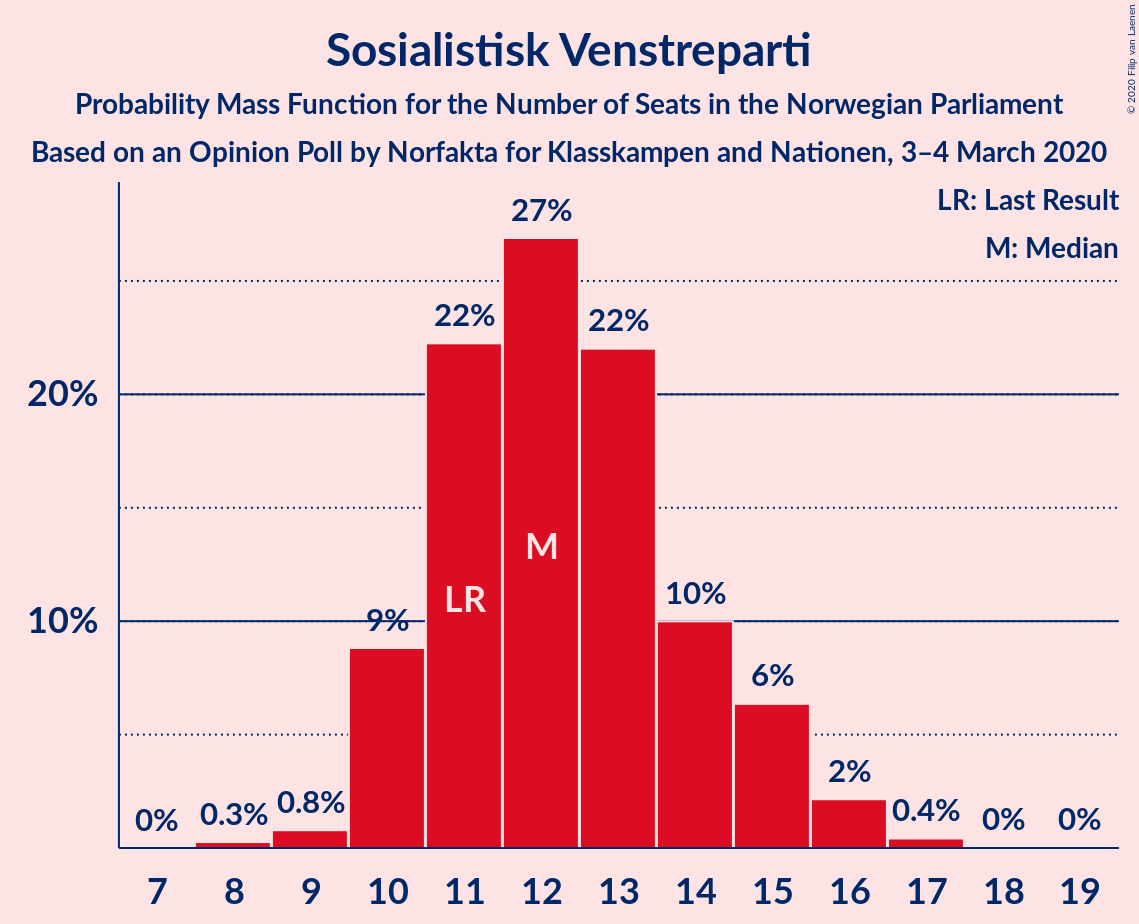 Sosialistisk Venstreparti
Probability Mass Function for the Number of Seats in the Norwegian Parliament
Based on an Opinion Poll by Norfakta for Klasskampen and Nationen, 3–4 March 2020
© 2020 Filip van Laenen
LR: Last Result
M: Median
20%
10%
0%
0.3%
0.8%
9%
22%
27%
22%
10%
6%
2%
0.4%
0%
0%
LR
M
7 8 9 10 11 12 13 14 15 16 17 18 19